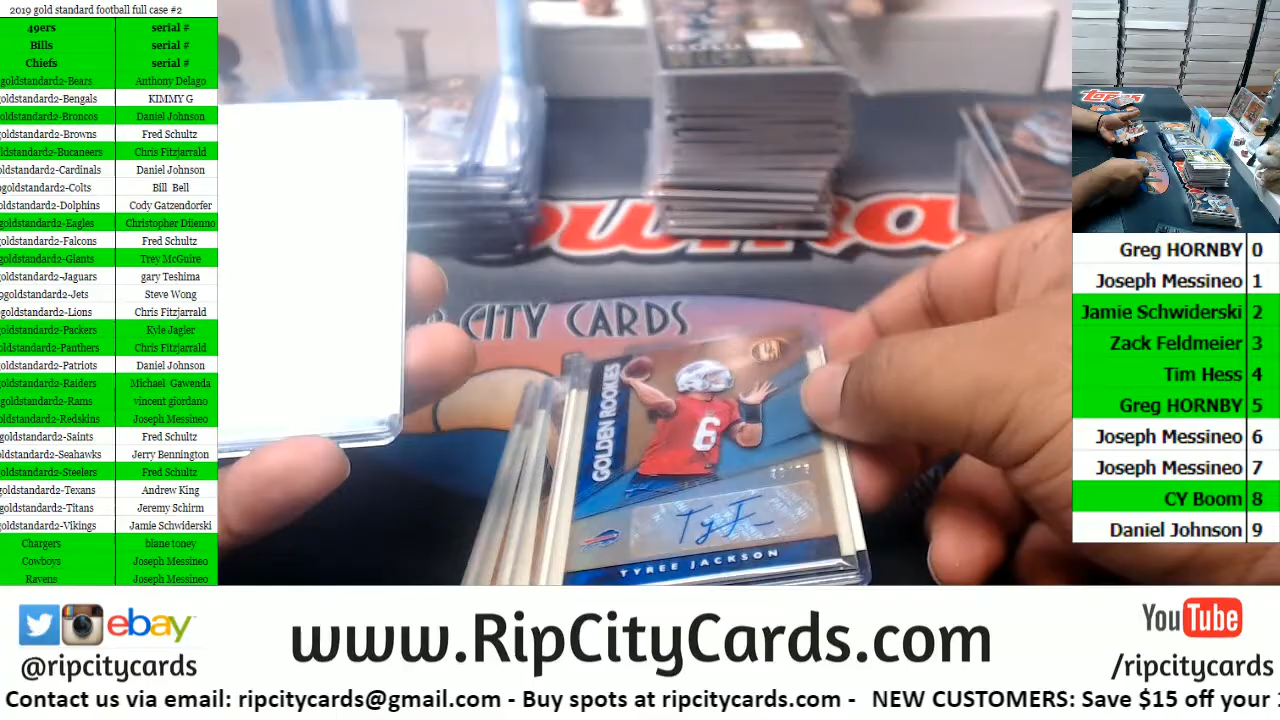 2019 gold standard football full case #2
49ers serial #
Bills serial #
Chiefs serial #
goldstandard2-Bears Anthony Delago
goldstandard2-Bengals KIMMY G
goldstandard2-Broncos Daniel Johnson
goldstandard2-Browns Fred Schultz
oldstandard2-Bucaneers Chris Fitzjarrald
goldstandard2-Cardinals Daniel Johnson
goldstandard2-Colts Bill Bell
oldstandard2-Dolphins Cody Gatzendorfer
goldstandard2-Eagles Christopher Diienno
goldstandard2-Falcons Fred Schultz
goldstandard2-Giants Trey McGuire
goldstandard2-Jaguars gary Teshima
9goldstandard2-Jets Steve Wong
goldstandard2-Lions Chris Fitzjarrald
goldstandard2-Packers Kyle Jagler
goldstandard2-Panthers Chris Fitzjarrald
goldstandard2-Patriots Daniel Johnson
goldstandard2-Raiders Michael Gawenda
goldstandard2-Rams vincent giordano
oldstandard2-Redskins Joseph Messineo
goldstandard2-Saints Fred Schultz
oldstandard2-Seahawks Jerry Bennington
goldstandard2-Steelers Fred Schultz
goldstandard2-Texans Andrew King
goldstandard2-Titans Jeremy Schirm
goldstandard2-Vikings Jamie Schwiderski
Chargers blane toney
Cowboys Joseph Messineo
Ravens Joseph Messineo
CITY CARDS
GOLDEN ROOKIES
6
TYREE JACKSON
Topps
Greg HORNBY 0
Joseph Messineo 1
Jamie Schwiderski 2
Zack Feldmeier 3
Tim Hess 4
Greg HORNBY 5
Joseph Messineo 6
Joseph Messineo 7
CY Boom 8
Daniel Johnson 9
ebay
@ripcitycards
www.RipCityCards.com
YouTube
/ripcitycards
Contact us via email: ripcitycards@gmail.com - Buy spots at ripcitycards.com - NEW CUSTOMERS: Save $15 off your